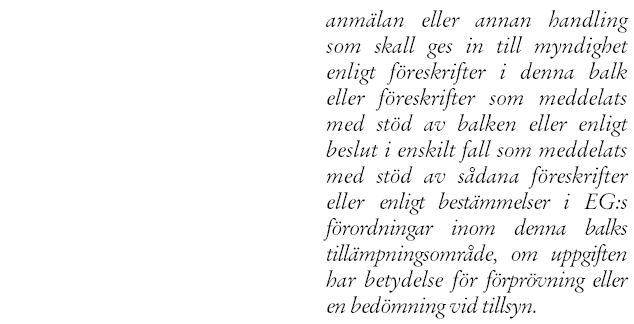 anmälan eller annan handling
som skall ges in till myndighet
enligt föreskrifter i denna balk
eller föreskrifter som meddelats
med stöd av balken eller enligt
beslut i enskilt fall som meddelats
med stöd av sådana föreskrifter
eller enligt bestämmelser i EG:s
förordningar inom denna balks
tillämpningsområde, om uppgiften
har betydelse för förprövning eller
en bedömning vid tillsyn.